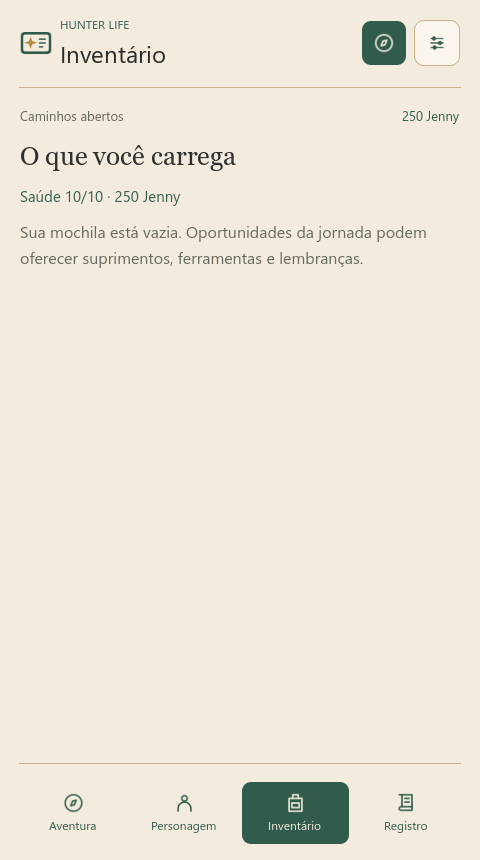 HUNTER LIFE
Inventário
Caminhos abertos
250 Jenny
O que você carrega
Saúde 10/10 · 250 Jenny
Sua mochila está vazia. Oportunidades da jornada podem
oferecer suprimentos, ferramentas e lembranças.
Aventura
Personagem
Inventário
Registro